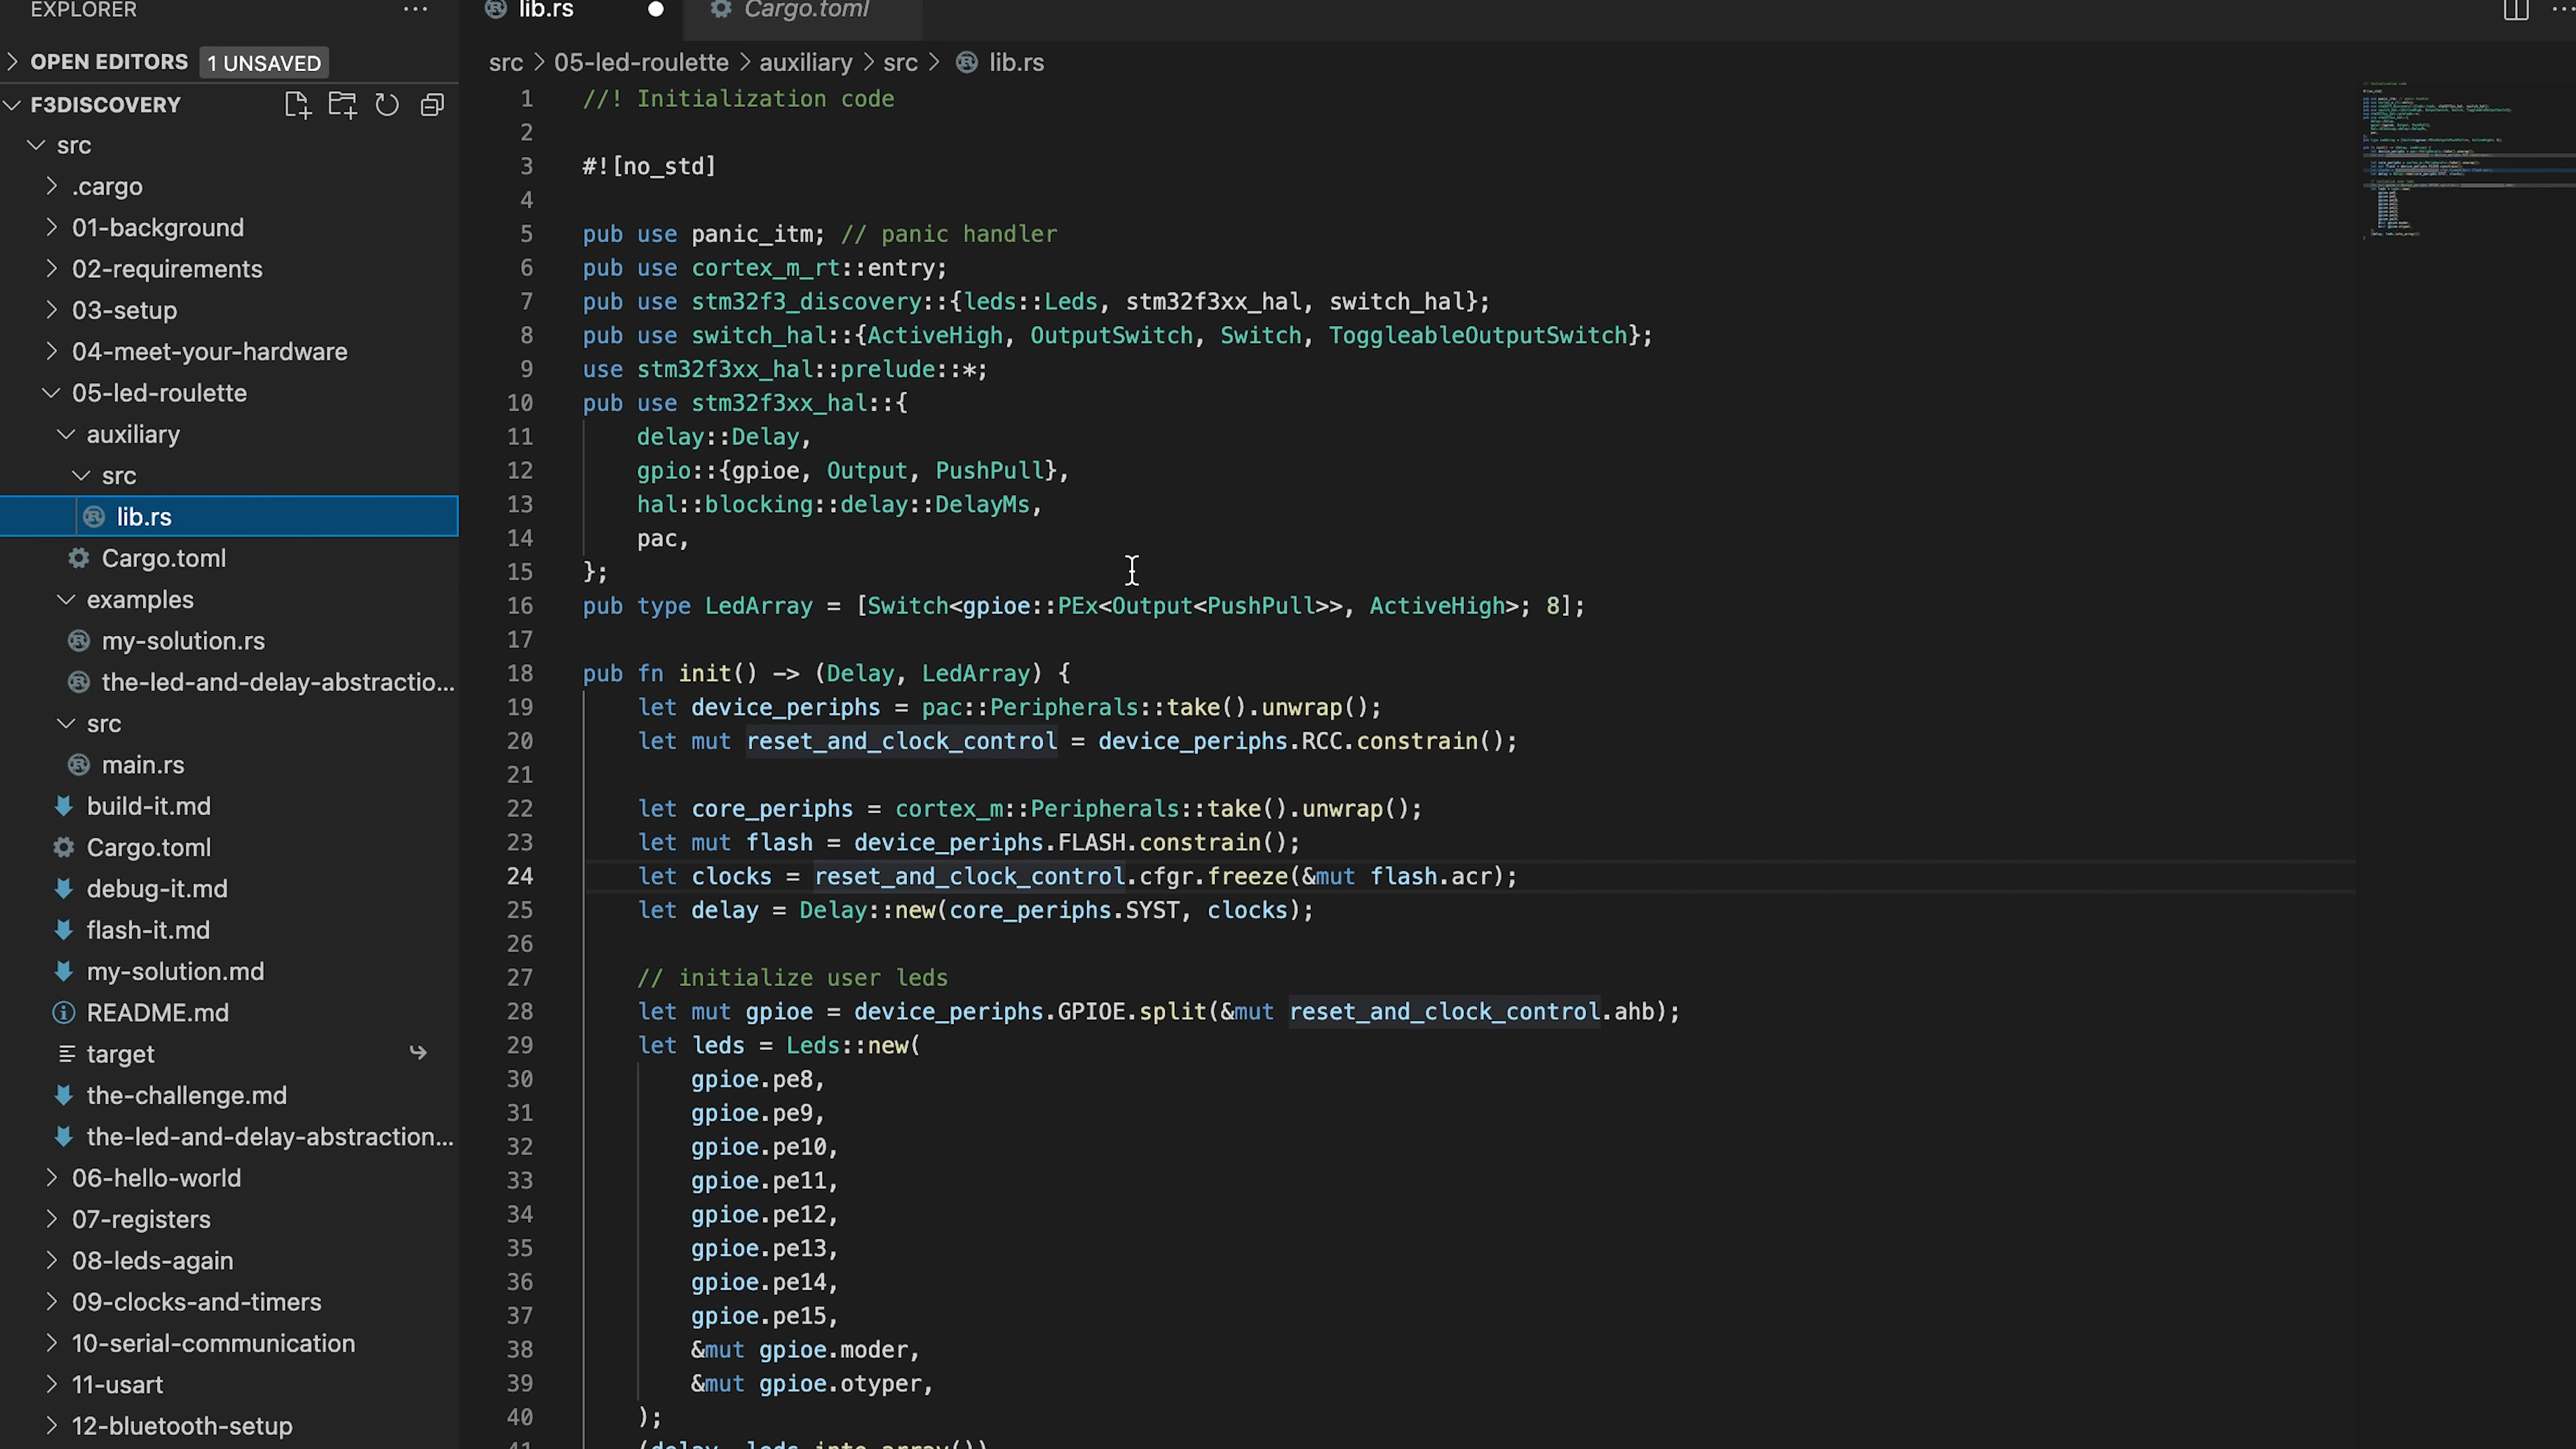 EXPLORER
OPEN EDITORS 1 UNSAVED
F3DISCOVERY
src
.cargo
01-background
02-requirements
03-setup
04-meet-your-hardware
05-led-roulette
auxiliary
src
lib.rs
Cargo.toml
examples
my-solution.rs
the-led-and-delay-abstractio...
src
main.rs
build-it.md
Cargo.toml
debug-it.md
flash-it.md
my-solution.md
README.md
target
the-challenge.md
the-led-and-delay-abstraction...
06-hello-world
07-registers
08-leds-again
09-clocks-and-timers
10-serial-communication
11-usart
12-bluetooth-setup
lib.rs
Cargo.toml
src > 05-led-roulette > auxiliary > src > lib.rs
1 //! Initialization code
2
3 #![no_std]
4
5 pub use panic_itm; // panic handler
6 pub use cortex_m_rt::entry;
7 pub use stm32f3_discovery::{leds::Leds, stm32f3xx_hal, switch_hal};
8 pub use switch_hal::{ActiveHigh, OutputSwitch, Switch, ToggleableOutputSwitch};
9 use stm32f3xx_hal::prelude::*;
10 pub use stm32f3xx_hal::{
11 delay::Delay,
12 gpio::{gpioe, Output, PushPull},
13 hal::blocking::delay::DelayMs,
14 pac,
15 };
16 pub type LedArray = [Switch<gpioe::PEx<Output<PushPull>>, ActiveHigh>; 8];
17
18 pub fn init() -> (Delay, LedArray) {
19 let device_periphs = pac::Peripherals::take().unwrap();
20 let mut reset_and_clock_control = device_periphs.RCC.constrain();
21
22 let core_periphs = cortex_m::Peripherals::take().unwrap();
23 let mut flash = device_periphs.FLASH.constrain();
24 let clocks = reset_and_clock_control.cfgr.freeze(&mut flash.acr);
25 let delay = Delay::new(core_periphs.SYST, clocks);
26
27 // initialize user leds
28 let mut gpioe = device_periphs.GPIOE.split(&mut reset_and_clock_control.ahb);
29 let leds = Leds::new(
30 gpioe.pe8,
31 gpioe.pe9,
32 gpioe.pe10,
33 gpioe.pe11,
34 gpioe.pe12,
35 gpioe.pe13,
36 gpioe.pe14,
37 gpioe.pe15,
38 &mut gpioe.moder,
39 &mut gpioe.otyper,
40 );
41 (delay, leds.into_array())